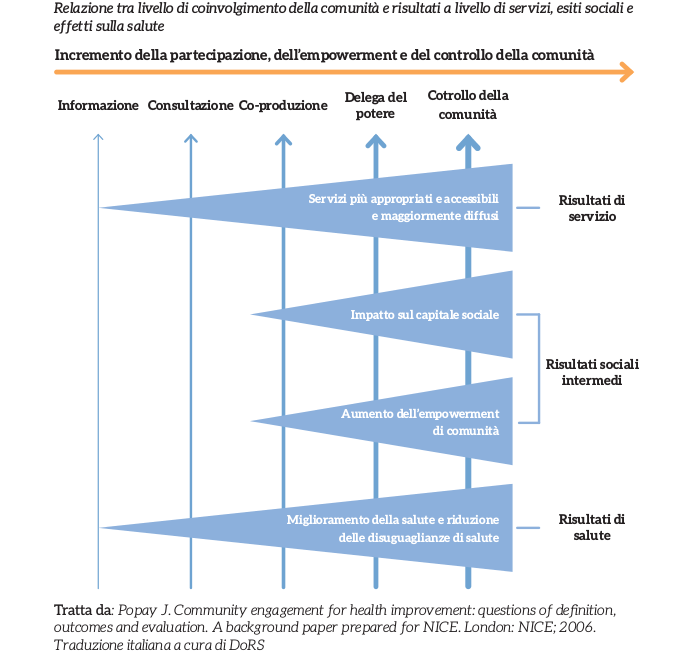 Relazione tra livello di coinvolgimento della comunità e risultati a livello di servizi, esiti sociali e
effetti sulla salute
Incremento della partecipazione, dell'empowerment e del controllo della comunità
Informazione
Consultazione
Co-produzione
Delega del
potere
Cotrollo della
comunità
Servizi più appropriati e accessibili
e maggiormente diffusi
Risultati di
servizio
Impatto sul capitale sociale
Risultati sociali
intermedi
Aumento dell'empowerment
di comunità
Miglioramento della salute e riduzione
delle disuguaglianze di salute
Risultati di
salute
Tratta da: Popay J. Community engagement for health improvement: questions of definition,
outcomes and evaluation. A background paper prepared for NICE. London: NICE; 2006.
Traduzione italiana a cura di DoRS